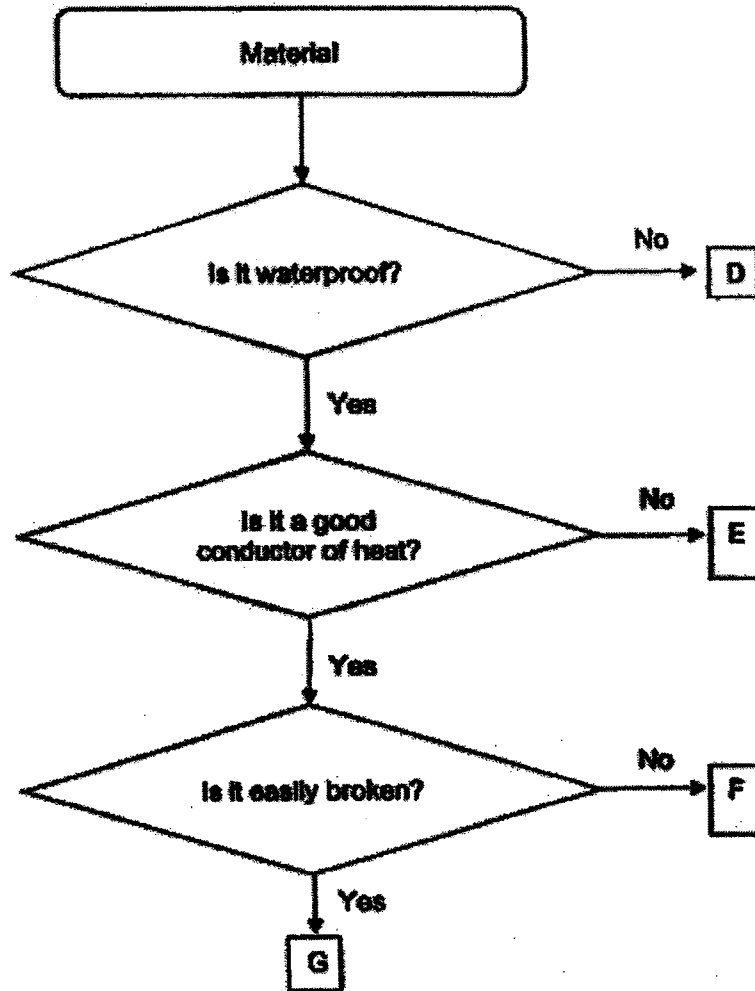 Material
Is it waterproof?
No
D
Yes
Is it a good
conductor of heat?
No
E
Yes
Is it easily broken?
No
F
Yes
G